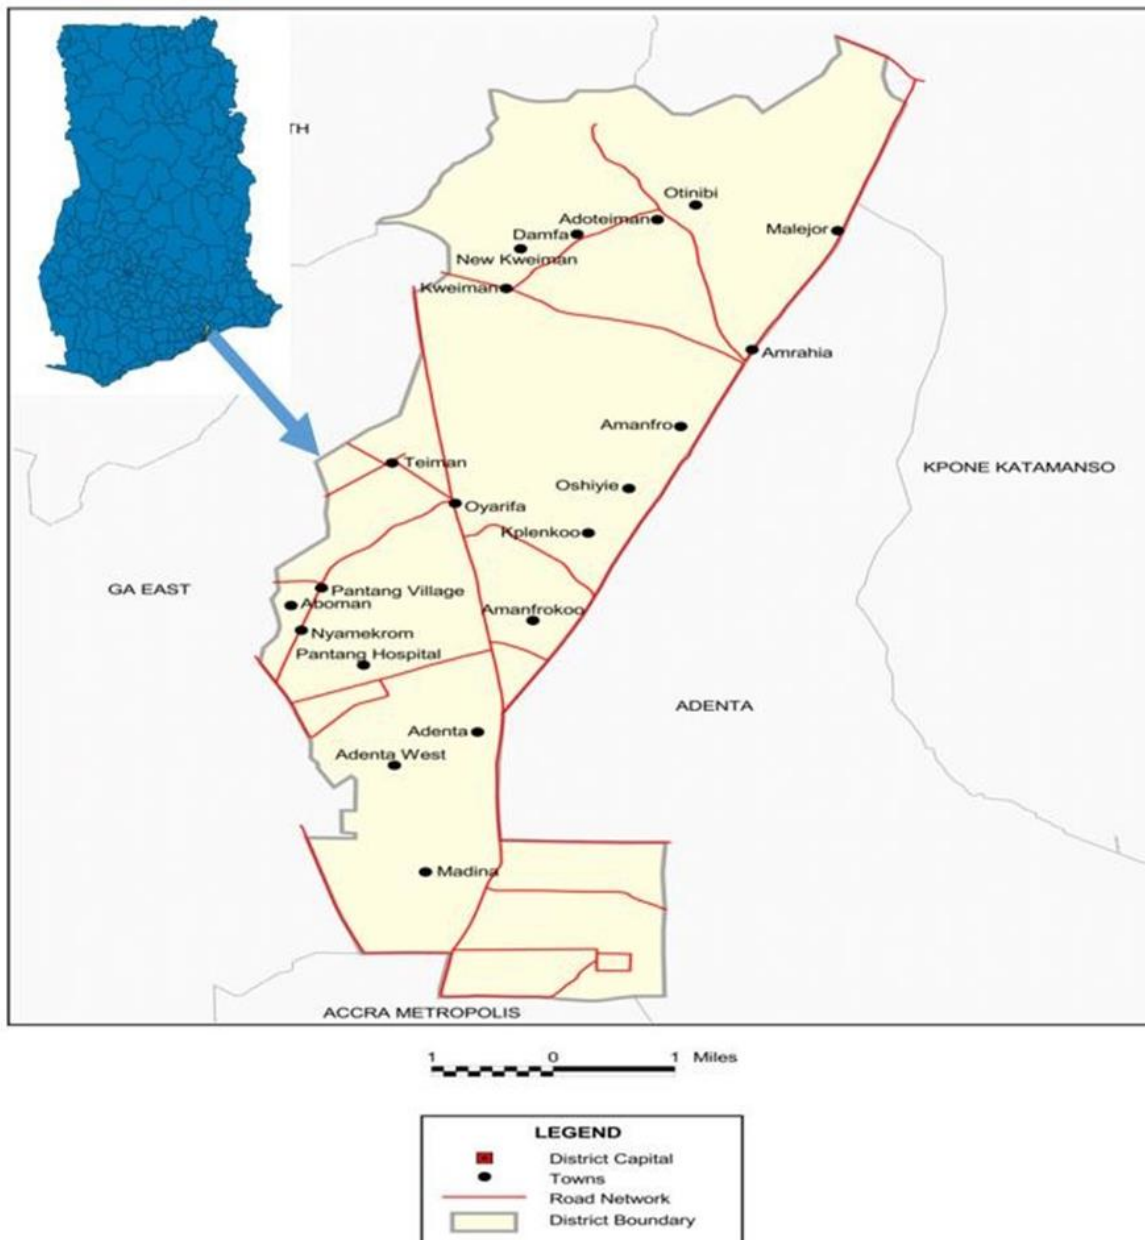 TH
Otinibi
Adoteiman
Malejor
Damfa
New Kweiman
Kweiman
Amrahia
Amanfro
Teiman
KPONE KATAMANSO
Oshiyie
Oyarifa
Kplenkoo
GA EAST
Pantang Village
Aboman
Amanfrokoo
Nyamekrom
Pantang Hospital
ADENTA
Adenta
Adenta West
Madina
ACCRA METROPOLIS
1 0 1 Miles
LEGEND
District Capital
Towns
Road Network
District Boundary